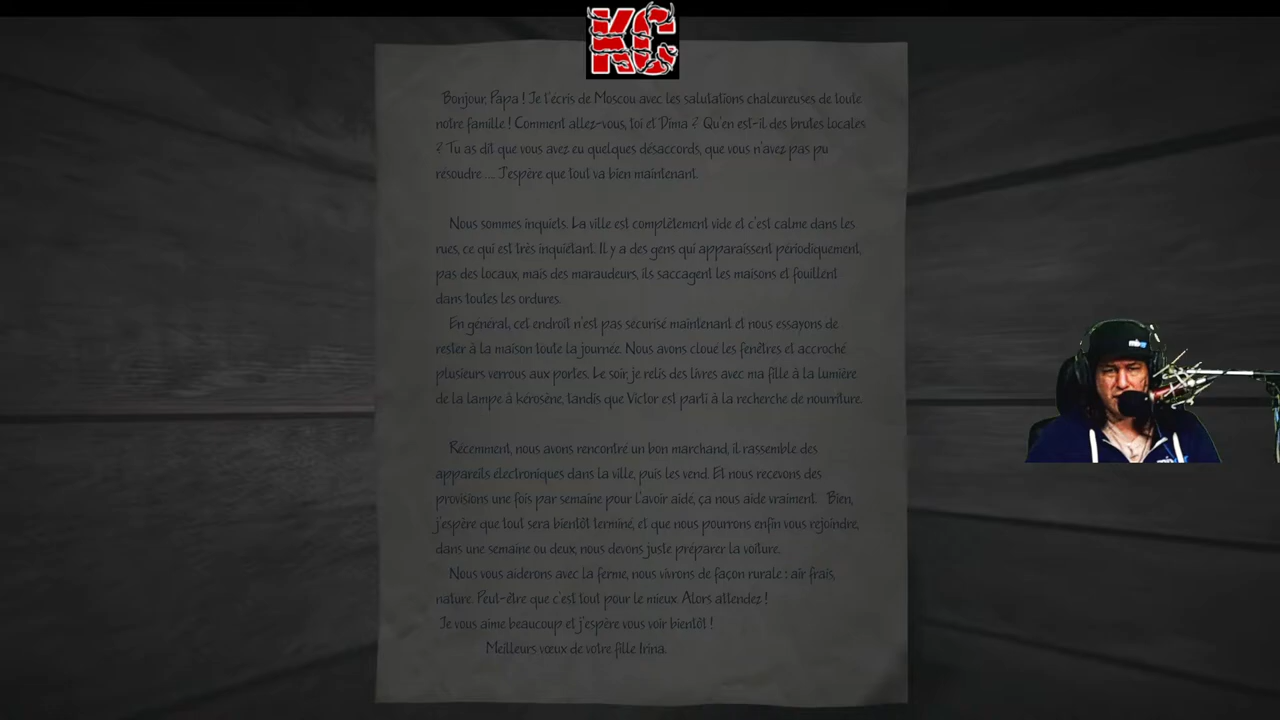 KC
Bonjour, Papa ! Je t'écris de Moscou avec les salutations chaleureuses de toute
notre famille ! Comment allez-vous, toi et Dima ? Qu'en est-il des brutes locales
? Tu as dit que vous avez eu quelques désaccords, que vous n'avez pas pu
résoudre.... J'espère que tout va bien maintenant.
Nous sommes inquiets. La ville est complètement vide et c'est calme dans les
rues, ce qui est très inquiétant. Il y a des gens qui apparaissent périodiquement,
pas des locaux, mais des maraudeurs, ils saccagent les maisons et fouillent
dans toutes les ordures.
En général, cet endroit n'est pas sécurisé maintenant et nous essayons de
rester à la maison toute la journée. Nous avons cloué les fenêtres et accroché
plusieurs verrous aux portes. Le soir, je relis des livres avec ma fille à la lumière
de la lampe à kérosène, tandis que Victor est parti à la recherche de nourriture.
Récemment, nous avons rencontré un bon marchand, il rassemble des
appareils électroniques dans la ville, puis les vend. Et nous recevons des
provisions une fois par semaine pour l'avoir aidé, ça nous aide vraiment. Bien,
j'espère que tout sera bientôt terminé, et que nous pourrons enfin vous rejoindre,
dans une semaine ou deux, nous devons juste préparer la voiture.
Nous vous aiderons avec la ferme, nous vivrons de façon rurale : air frais,
nature. Peut-être que c'est tout pour le mieux. Alors attendez !
Je vous aime beaucoup et j'espère vous voir bientôt !
Meilleurs vœux de votre fille Irina.